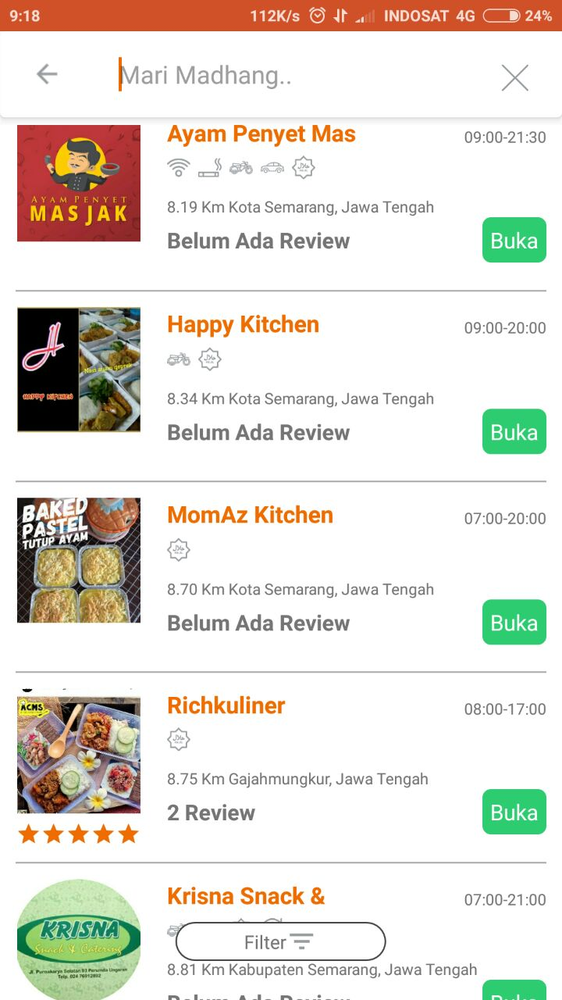 9:18
112K/s INDOSAT 4G 24%
Mari Madhang..
AYAM PENYET
MAS JAK
Ayam Penyet Mas
09:00-21:30
8.19 Km Kota Semarang, Jawa Tengah
Belum Ada Review
Buka
H
HAPPY KITCHEN
Nasi ayam geprek
Happy Kitchen
09:00-20:00
8.34 Km Kota Semarang, Jawa Tengah
Belum Ada Review
Buka
BAKED
PASTEL
TUTUP AYAM
MomAz Kitchen
07:00-20:00
8.70 Km Kota Semarang, Jawa Tengah
Belum Ada Review
Buka
ACMS
Richkuliner
08:00-17:00
8.75 Km Gajahmungkur, Jawa Tengah
2 Review
Buka
KRISNA
Snack & Catering
Jl. Purnakarya Selatan 93 Perumda Ungaran
Telp. 024 76912892
Krisna Snack &
07:00-21:00
Filter
8.81 Km Kabupaten Semarang, Jawa Tengah
Belum Ada Review
Buka